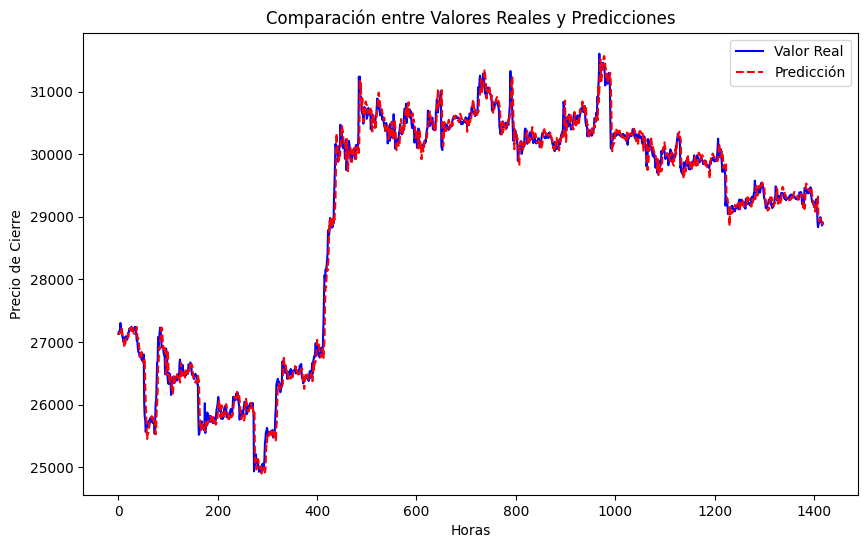 Comparación entre Valores Reales y Predicciones
Valor Real
Predicción
Precio de Cierre
31000
30000
29000
28000
27000
26000
25000
0 200 400 600 800 1000 1200 1400
Horas